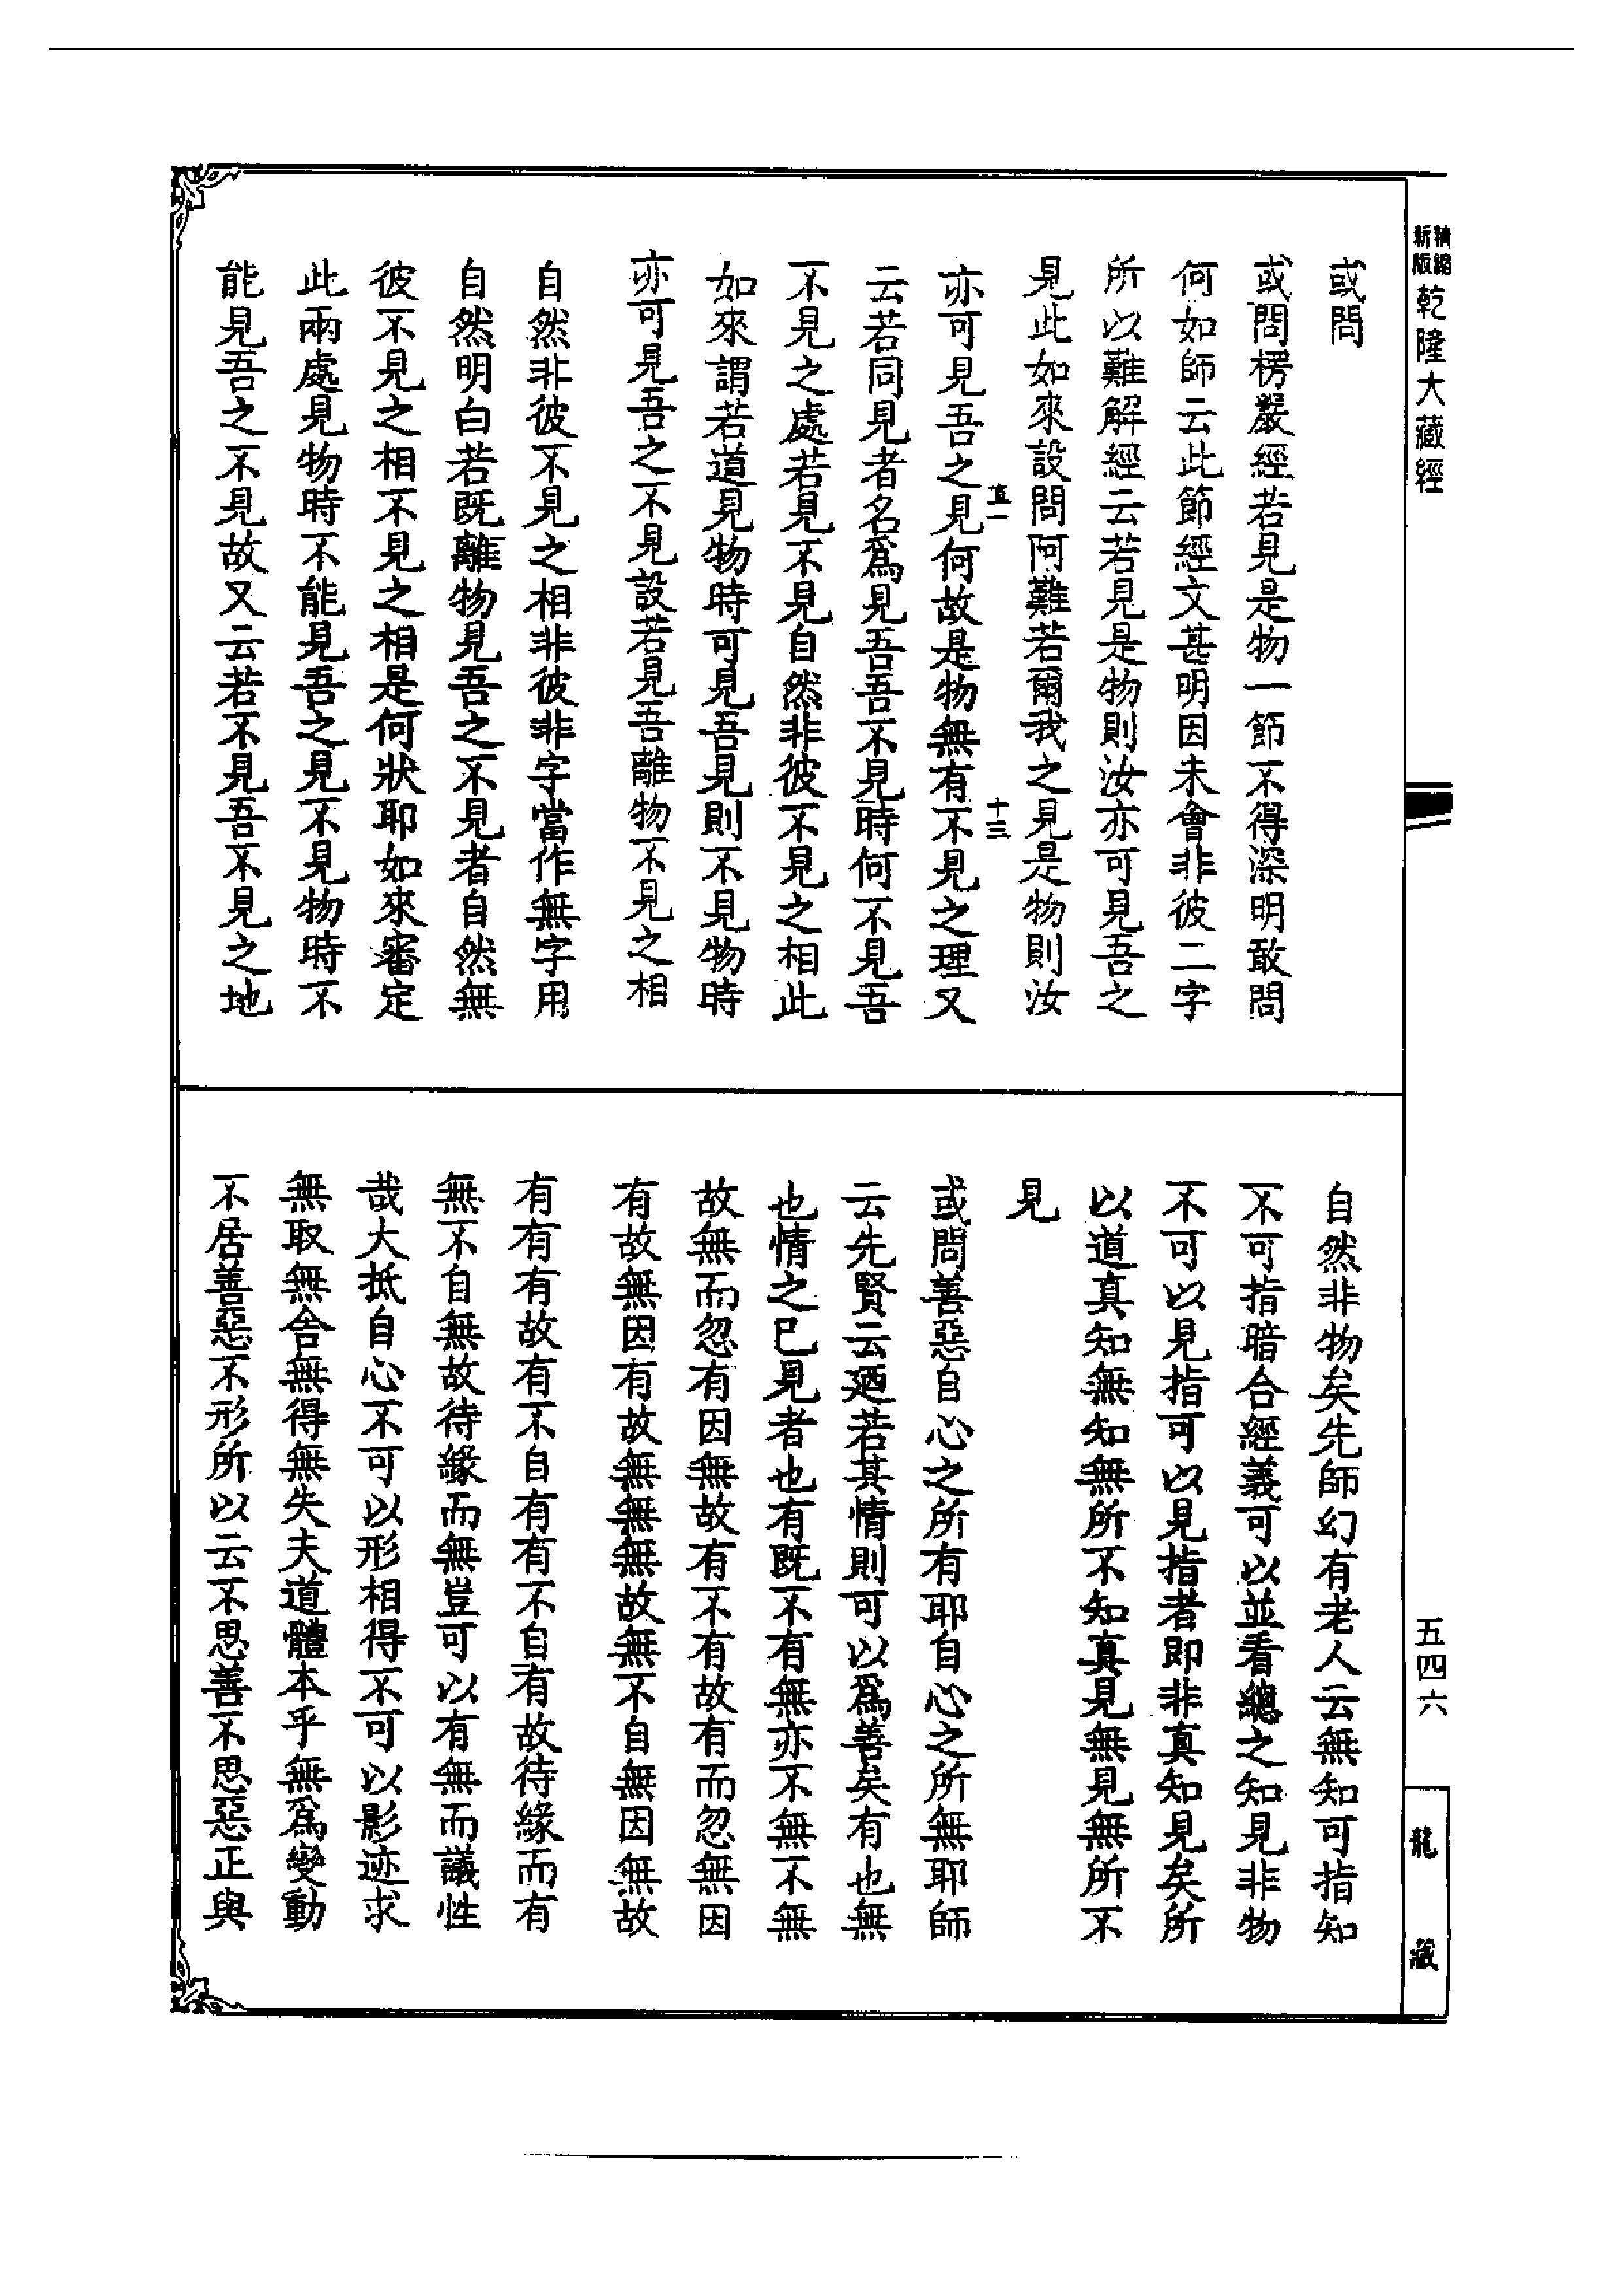 精縮新版乾隆大藏經
或問
或問楞嚴經若見是物一節不得深明敢問
何如師云此節經文甚明因未會非彼二字
所以難解經云若見是物則汝亦可見吾之
見此如來設問阿難若爾我之見是物則汝
直一
十三
亦可見吾之見何故是物無有不見之理又
云若同見者名爲見吾吾不見時何不見吾
不見之處若見不見自然非彼不見之相此
如來謂若道見物時可見吾見則不見物時
亦可見吾之不見設若見吾離物不見之相
自然非彼不見之相非彼非字當作無字用
自然明白若既離物見吾之不見者自然無
彼不見之相不見之相是何狀耶如來審定
此兩處見物時不能見吾之見不見物時不
能見吾之不見故又云若不見吾不見之地
自然非物矣先師幻有老人云無知可指知
不可指暗合經義可以並看總之知見非物
不可以見指可以見指者即非真知見矣所
以道真知無知無所不知真見無見無所不
見
或問善惡自心之所有耶自心之所無耶師
云先賢云廼若其情則可以爲善矣有也無
也情之已見者也有既不有無亦不無不無
故無而忽有因無故有不有故有而忽無因
有故無因有故無無無故無不自無因無故
有有有故有不自有有不自有故待緣而有
無不自無故待緣而無豈可以有無而議性
哉大抵自心不可以形相得不可以影迹求
無取無舍無得無失夫道體本乎無爲變動
不居善惡不形所以云不思善不思惡正與
五四六
龍藏